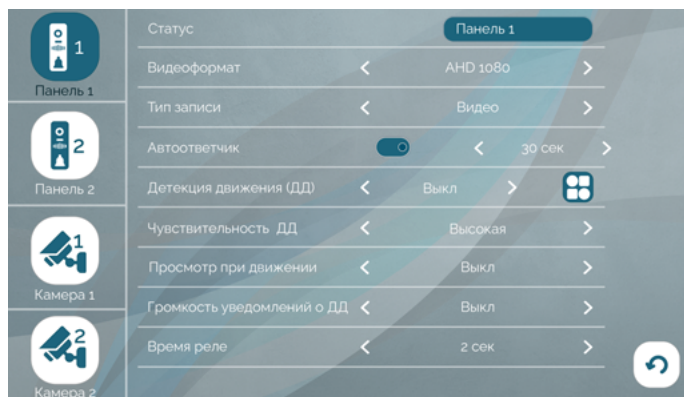 1
Панель 1
2
Панель 2
1
Камера 1
2
Камера 2
Статус Панель 1
Видеоформат < AHD 1080 >
Тип записи < Видео >
Автоответчик < 30 сек >
Детекция движения (ДД) < Выкл >
Чувствительность ДД < Высокая >
Просмотр при движении < Выкл >
Громкость уведомлений о ДД < Выкл >
Время реле < 2 сек >